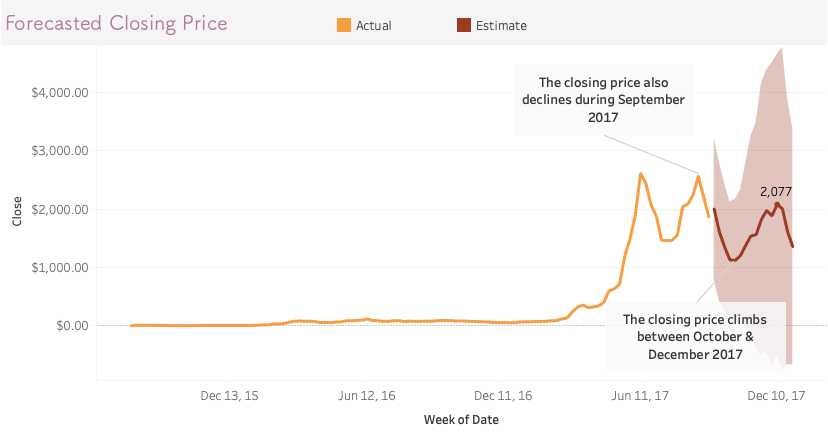 Forecasted Closing Price
Actual
Estimate
The closing price also
declines during September
2017
$4,000.00
$3,000.00
$2,000.00
$1,000.00
$0.00
Close
2,077
The closing price climbs
between October &
December 2017
Dec 13, 15
Jun 12, 16
Dec 11, 16
Jun 11, 17
Dec 10, 17
Week of Date